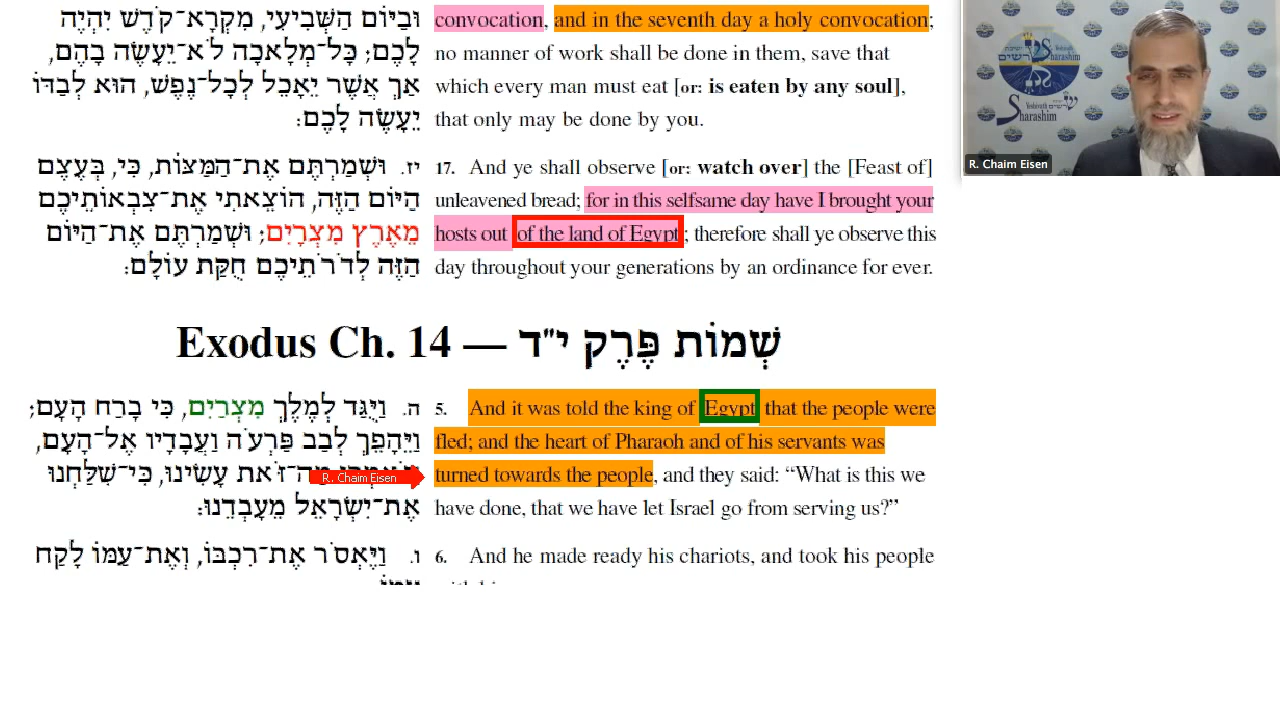 וּבַיּוֹם הַשְּׁבִיעִי, מִקְרָא־קֹדֶשׁ יִהְיֶה
לָכֶם; כָּל־מְלָאכָה לֹא־יֵעָשֶׂה בָהֶם,
אַךְ אֲשֶׁר יֵאָכֵל לְכָל־נֶפֶשׁ, הוּא לְבַדּוֹ
יֵעָשֶׂה לָכֶם:
convocation, and in the seventh day a holy convocation;
no manner of work shall be done in them, save that
which every man must eat [or: is eaten by any soul],
that only may be done by you.
יז. וּשְׁמַרְתֶּם אֶת־הַמַּצּוֹת, כִּי, בְּעֶצֶם
הַיּוֹם הַזֶּה, הוֹצֵאתִי אֶת־צִבְאוֹתֵיכֶם
מֵאֶרֶץ מִצְרָיִם; וּשְׁמַרְתֶּם אֶת־הַיּוֹם
הַזֶּה לְדֹרֹתֵיכֶם חֻקַּת עוֹלָם:
17. And ye shall observe [or: watch over] the [Feast of]
unleavened bread; for in this selfsame day have I brought your
hosts out of the land of Egypt; therefore shall ye observe this
day throughout your generations by an ordinance for ever.
Exodus Ch. 14 — שְׁמוֹת פֶּרֶק י"ד
ה. וַיֻּגַּד לְמֶלֶךְ מִצְרַיִם, כִּי בָרַח הָעָם;
וַיֵּהָפֵךְ לְבַב פַּרְעֹה וַעֲבָדָיו אֶל־הָעָם,
מַה־זֹּאת עָשִׂינוּ, כִּי־שִׁלַּחְנוּ
אֶת־יִשְׂרָאֵל מֵעָבְדֵנוּ:
R. Chaim Eisen
5. And it was told the king of Egypt that the people were
fled; and the heart of Pharaoh and of his servants was
turned towards the people, and they said: “What is this we
have done, that we have let Israel go from serving us?”
ו. וַיֶּאְסֹר אֶת־רִכְבּוֹ, וְאֶת־עַמּוֹ לָקַח
6. And he made ready his chariots, and took his people
Yeshivath Sharashim
R. Chaim Eisen